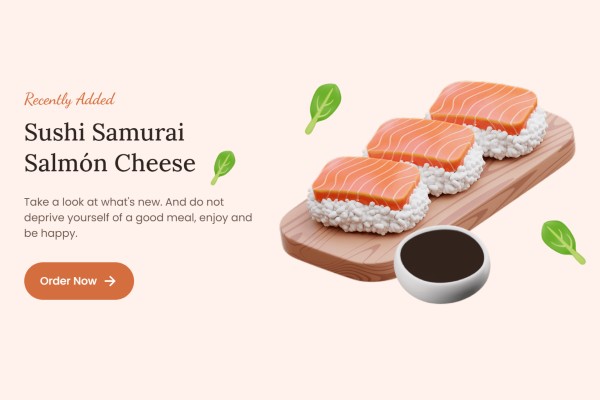 Recently Added
Sushi Samurai
Salmón Cheese
Take a look at what's new. And do not
deprive yourself of a good meal, enjoy and
be happy.
Order Now